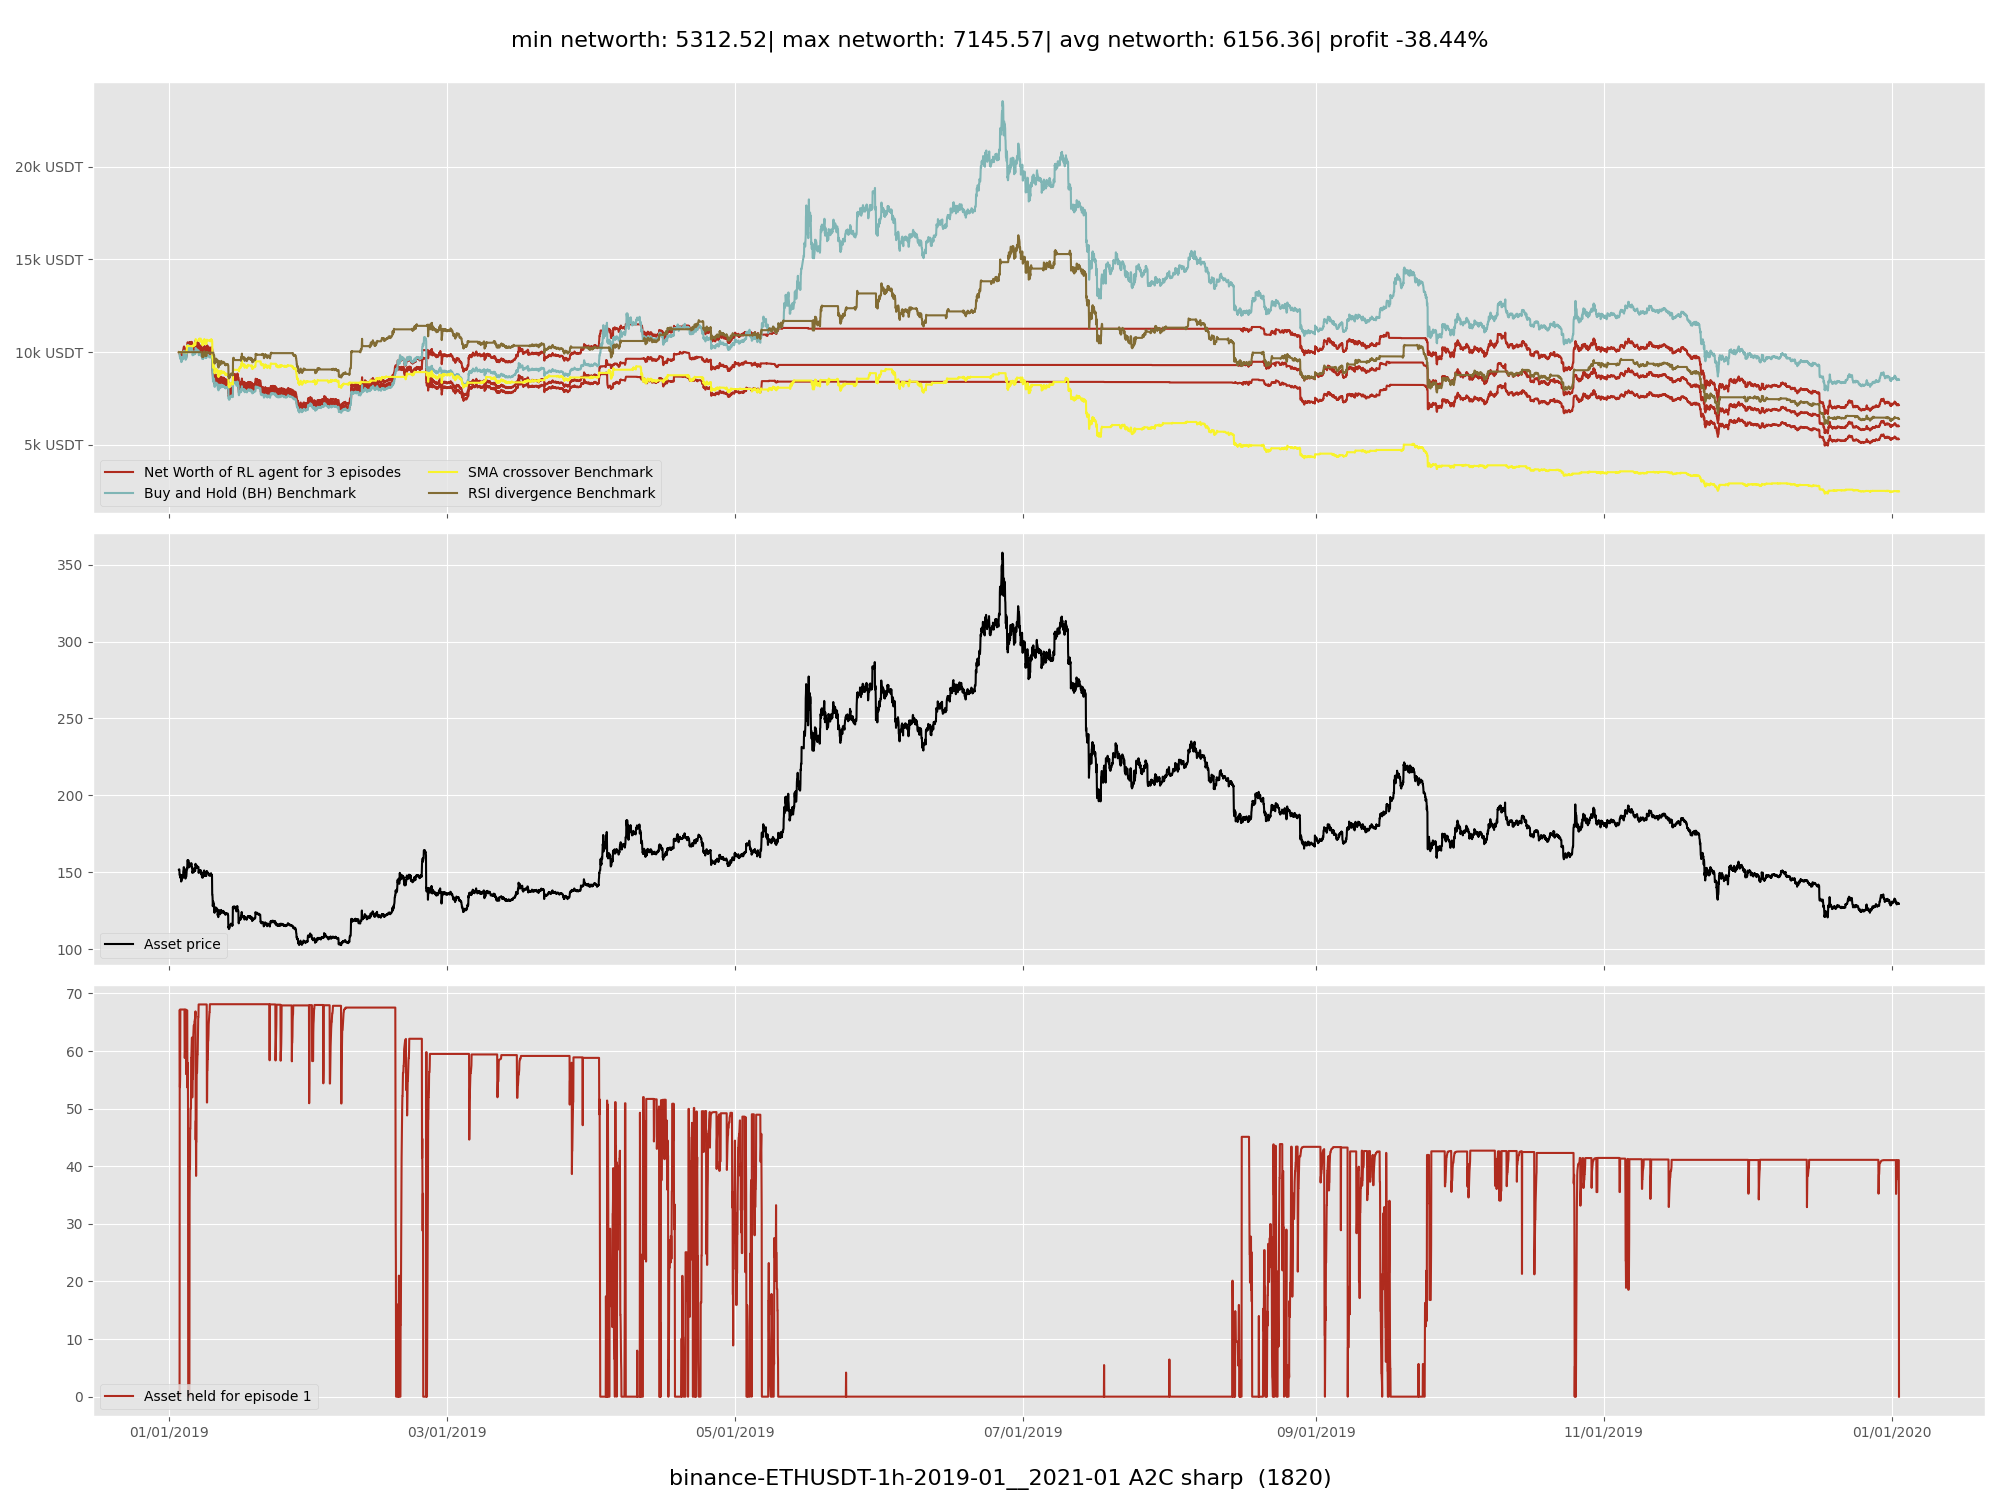 min networth: 5312.52| max networth: 7145.57| avg networth: 6156.36| profit -38.44%
20k USDT
15k USDT
10k USDT
5k USDT
Net Worth of RL agent for 3 episodes
Buy and Hold (BH) Benchmark
SMA crossover Benchmark
RSI divergence Benchmark
350
300
250
200
150
100
Asset price
70
60
50
40
30
20
10
0
Asset held for episode 1
01/01/2019 03/01/2019 05/01/2019 07/01/2019 09/01/2019 11/01/2019 01/01/2020
binance-ETHUSDT-1h-2019-01__2021-01 A2C sharp (1820)